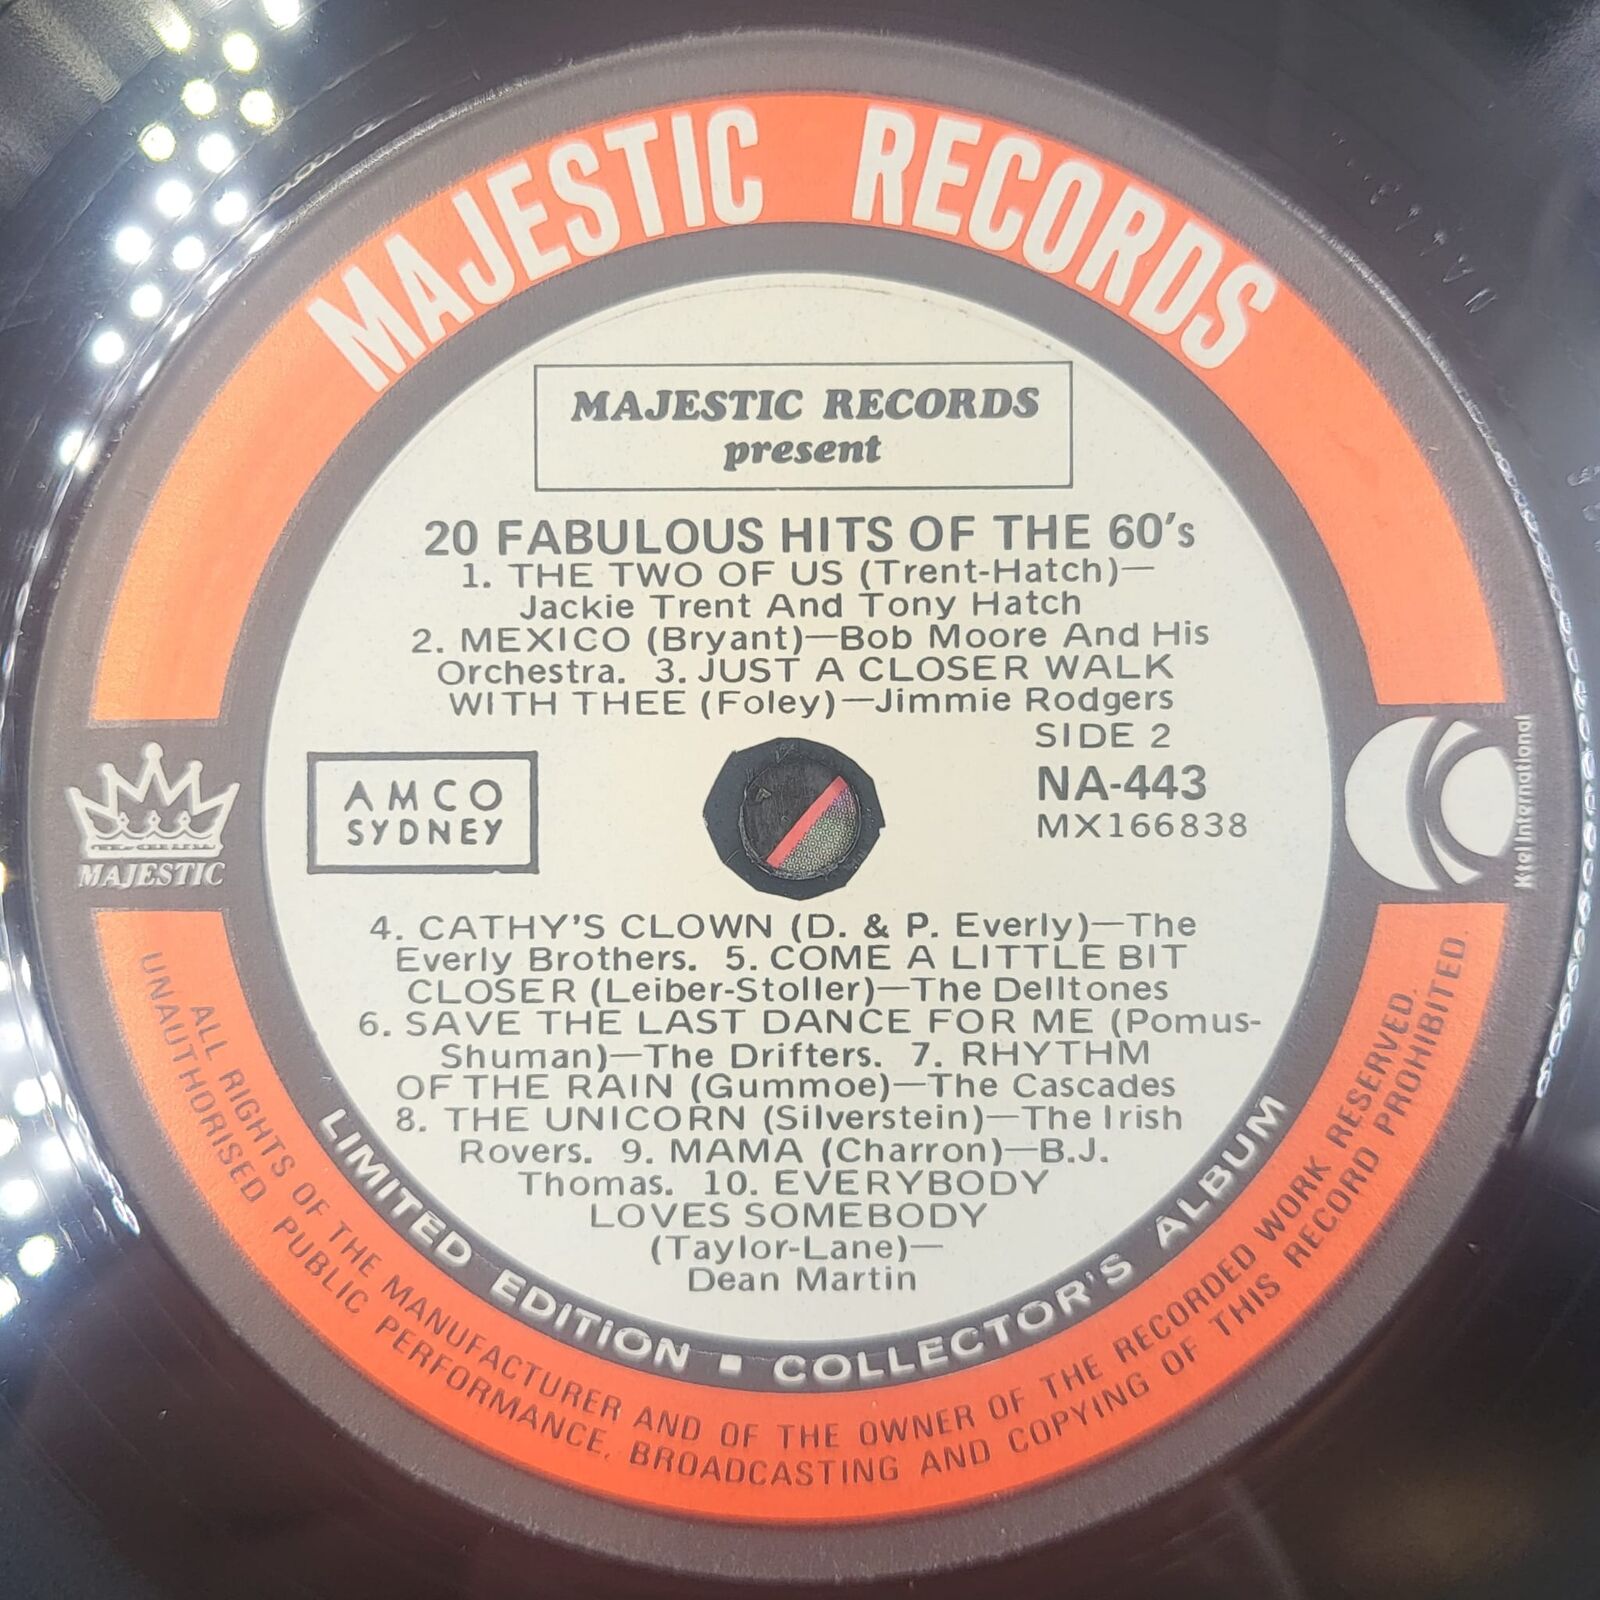 MAJESTIC RECORDS
MAJESTIC RECORDS
present
20 FABULOUS HITS OF THE 60's
1. THE TWO OF US (Trent-Hatch)—
Jackie Trent And Tony Hatch
2. MEXICO (Bryant)—Bob Moore And His
Orchestra. 3. JUST A CLOSER WALK
WITH THEE (Foley)—Jimmie Rodgers
SIDE 2
NA-443
MX166838
AMCO
SYDNEY
MAJESTIC
Ktel International
4. CATHY'S CLOWN (D. & P. Everly)—The
Everly Brothers. 5. COME A LITTLE BIT
CLOSER (Leiber-Stoller)—The Delltones
6. SAVE THE LAST DANCE FOR ME (Pomus-
Shuman)—The Drifters. 7. RHYTHM
OF THE RAIN (Gummoe)—The Cascades
8. THE UNICORN (Silverstein)—The Irish
Rovers. 9. MAMA (Charron)—B.J.
Thomas. 10. EVERYBODY
LOVES SOMEBODY
(Taylor-Lane)—
Dean Martin
LIMITED EDITION ▪ COLLECTOR'S ALBUM
ALL RIGHTS OF THE MANUFACTURER AND OF THE OWNER OF THE RECORDED WORK RESERVED.
UNAUTHORISED PUBLIC PERFORMANCE, BROADCASTING AND COPYING OF THIS RECORD PROHIBITED.